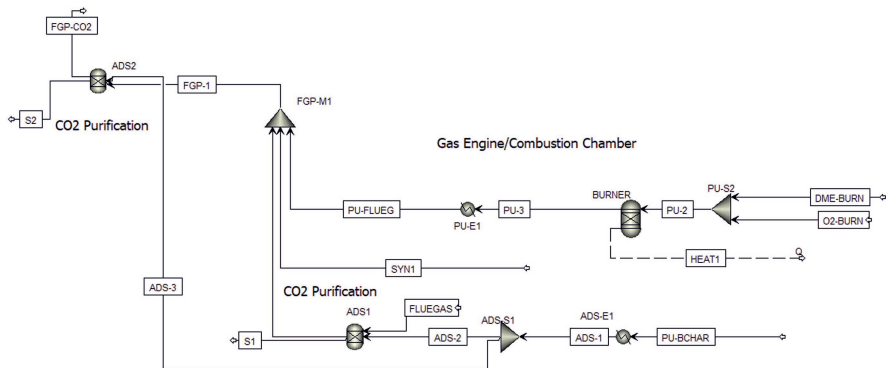 FGP-CO2
ADS2
FGP-1
FGP-M1
S2
CO2 Purification
Gas Engine/Combustion Chamber
BURNER
PU-S2
DME-BURN
PU-FLUEG
PU-3
PU-2
O2-BURN
PU-E1
HEAT1
Q
SYN1
ADS-3
CO2 Purification
ADS1
FLUEGAS
ADS-S1
ADS-E1
S1
ADS-2
ADS-1
PU-BCHAR